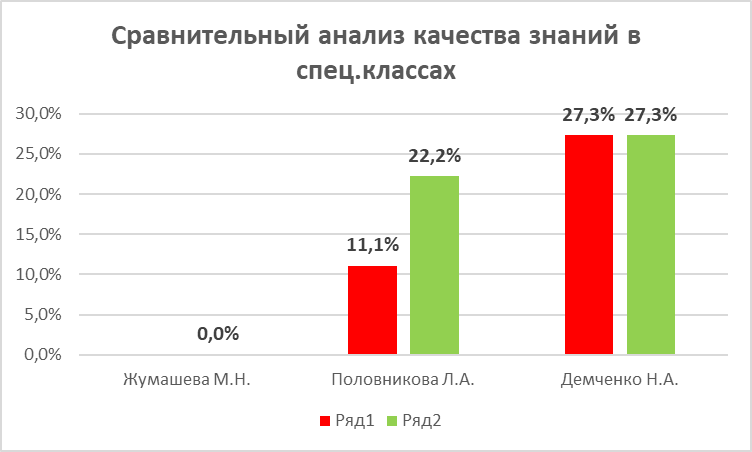 Сравнительный анализ качества знаний в
спец.классах
30,0%
25,0%
20,0%
15,0%
10,0%
5,0%
0,0%
0,0%
11,1%
22,2%
27,3%
27,3%
Жумашева М.Н.
Половникова Л.А.
Демченко Н.А.
Ряд1
Ряд2